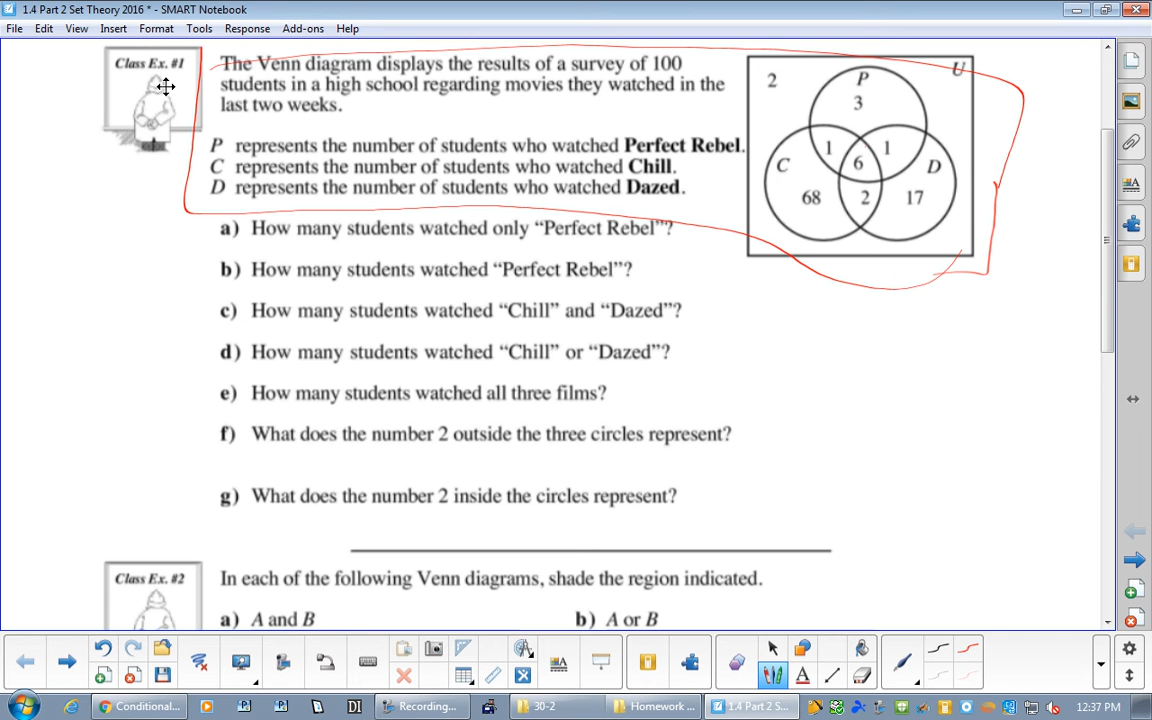 1.4 Part 2 Set Theory 2016 * - SMART Notebook
File Edit View Insert Format Tools Response Add-ons Help
Class Ex. #1
The Venn diagram displays the results of a survey of 100
students in a high school regarding movies they watched in the
last two weeks.
P represents the number of students who watched Perfect Rebel.
C represents the number of students who watched Chill.
D represents the number of students who watched Dazed.
2 P U
3
1 1
C 6 D
68 2 17
a) How many students watched only “Perfect Rebel”?
b) How many students watched “Perfect Rebel”?
c) How many students watched “Chill” and “Dazed”?
d) How many students watched “Chill” or “Dazed”?
e) How many students watched all three films?
f) What does the number 2 outside the three circles represent?
g) What does the number 2 inside the circles represent?
Class Ex. #2
In each of the following Venn diagrams, shade the region indicated.
a) A and B b) A or B
Conditional... DI Recording... 30-2 Homework ... 1.4 Part 2 S... 12:37 PM